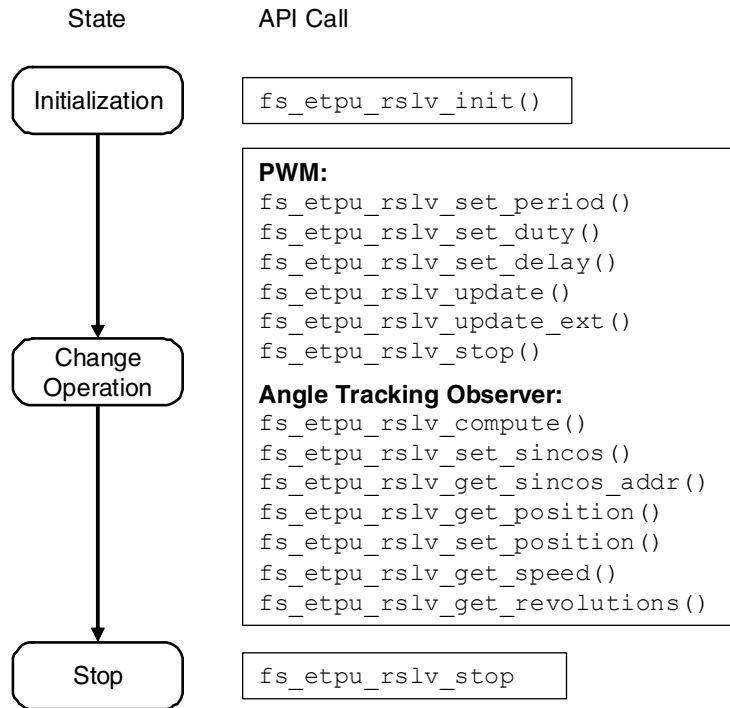 State API Call
Initialization fs_etpu_rslv_init()
PWM:
fs_etpu_rslv_set_period()
fs_etpu_rslv_set_duty()
fs_etpu_rslv_set_delay()
fs_etpu_rslv_update()
fs_etpu_rslv_update_ext()
fs_etpu_rslv_stop()
Change
Operation
Angle Tracking Observer:
fs_etpu_rslv_compute()
fs_etpu_rslv_set_sincos()
fs_etpu_rslv_get_sincos_addr()
fs_etpu_rslv_get_position()
fs_etpu_rslv_set_position()
fs_etpu_rslv_get_speed()
fs_etpu_rslv_get_revolutions()
Stop fs_etpu_rslv_stop